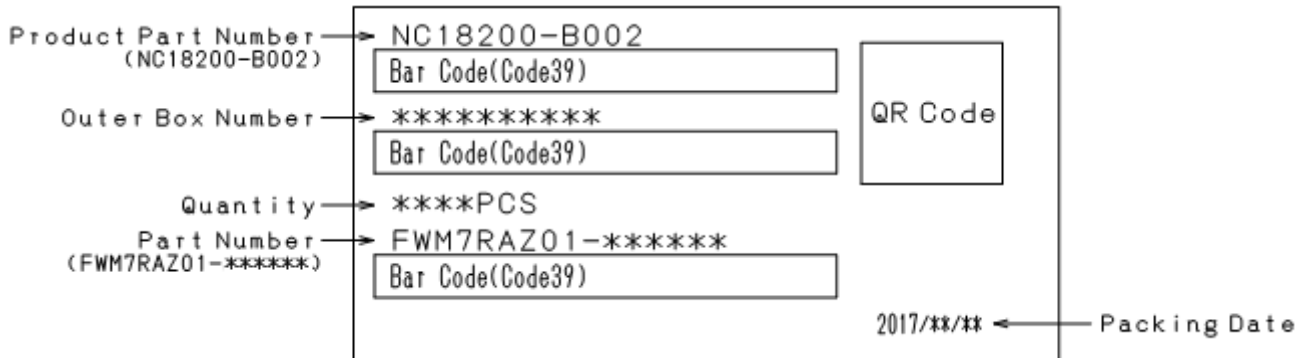 Product Part Number NC18200-B002
(NC18200-B002)
Bar Code(Code39)
QR Code
Outer Box Number **********
Bar Code(Code39)
Quantity ****PCS
Part Number FWM7RAZ01-******
(FWM7RAZ01-******)
Bar Code(Code39)
2017/**/** Packing Date